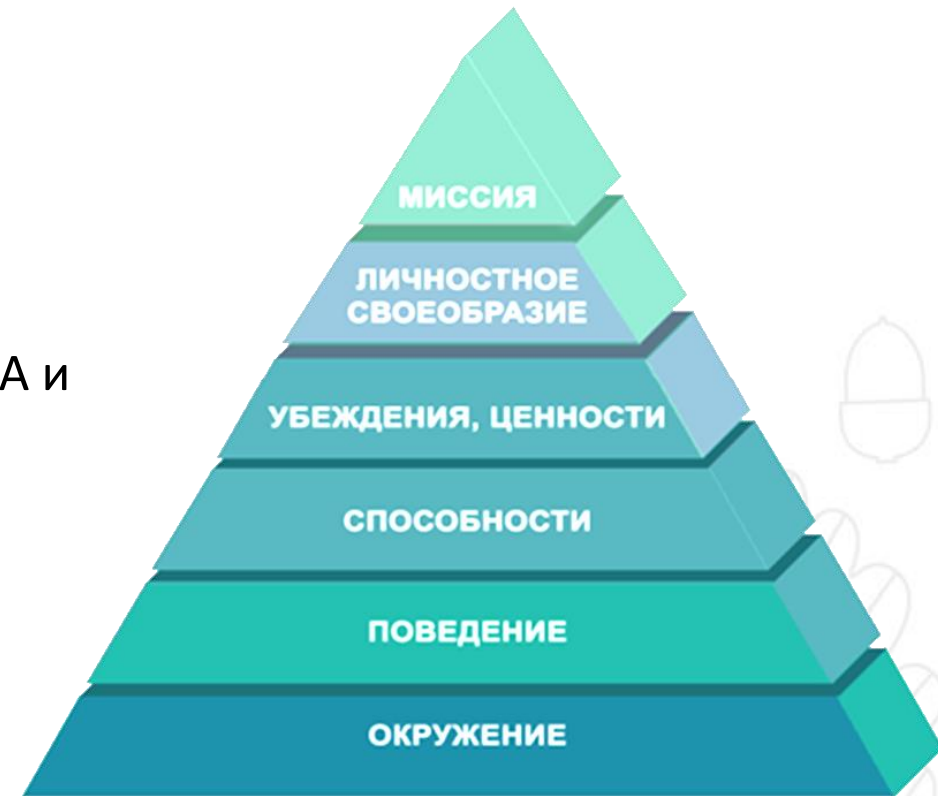 МИССИЯ
ЛИЧНОСТНОЕ
СВОЕОБРАЗИЕ
А и
УБЕЖДЕНИЯ, ЦЕННОСТИ
СПОСОБНОСТИ
ПОВЕДЕНИЕ
ОКРУЖЕНИЕ